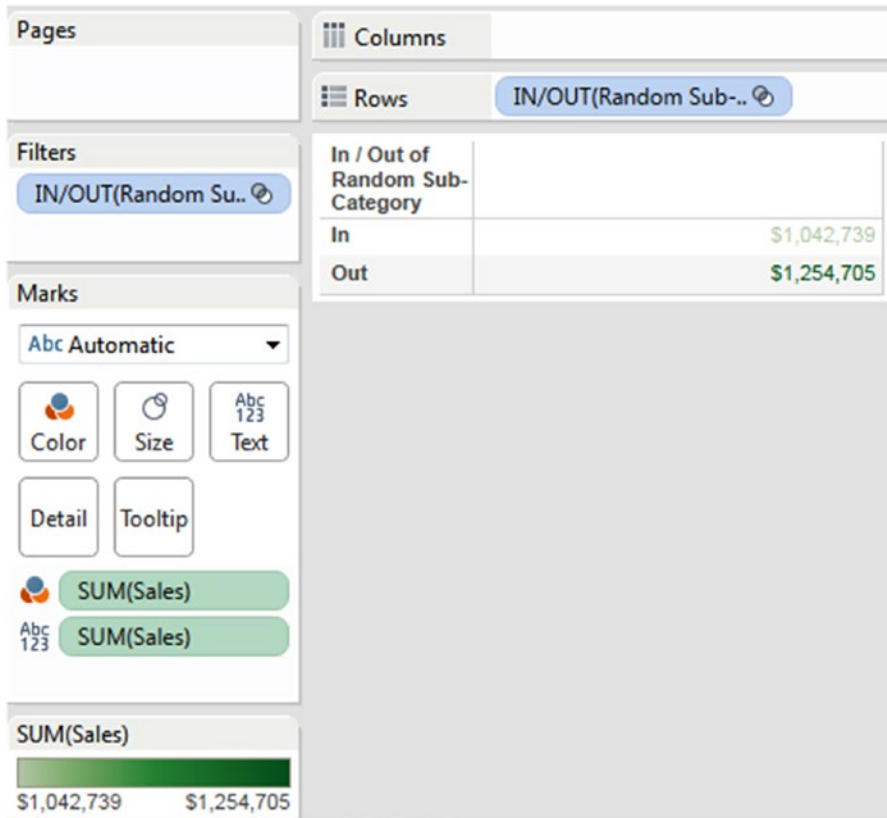 Pages
Columns
Rows
IN/OUT(Random Sub-..
Filters
IN/OUT(Random Su..
In / Out of
Random Sub-
Category
In
$1,042,739
Out
$1,254,705
Marks
Abc Automatic
Color
Size
Abc
123
Text
Detail
Tooltip
SUM(Sales)
Abc
123
SUM(Sales)
SUM(Sales)
$1,042,739
$1,254,705